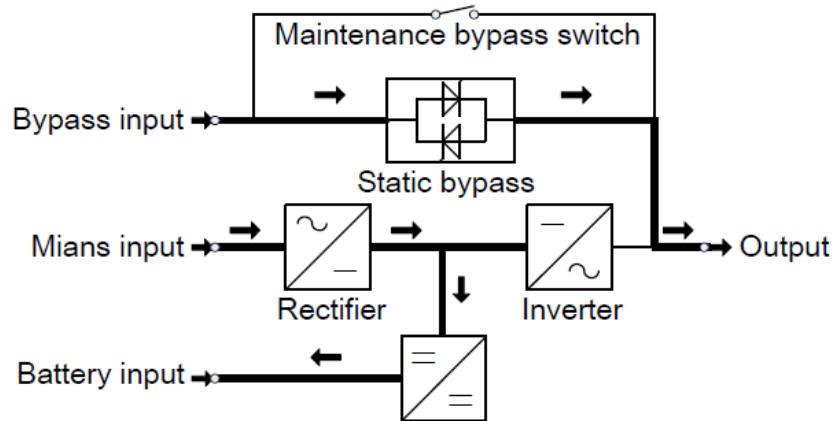 Maintenance bypass switch
Bypass input
Static bypass
Mians input
Output
Rectifier
Inverter
Battery input